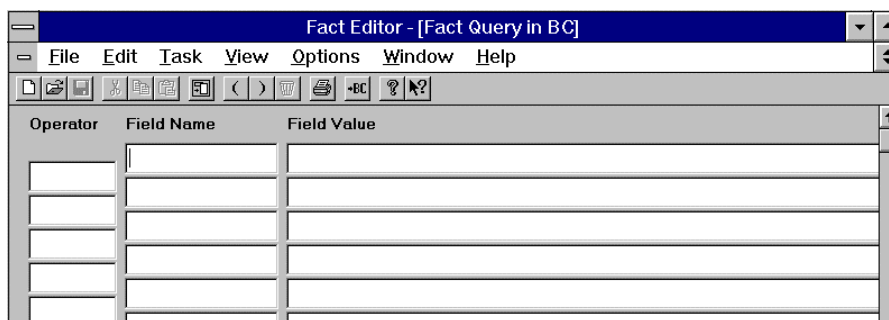 Fact Editor - [Fact Query in BC]
File Edit Task View Options Window Help
( ) →BC ? ?
Operator Field Name Field Value